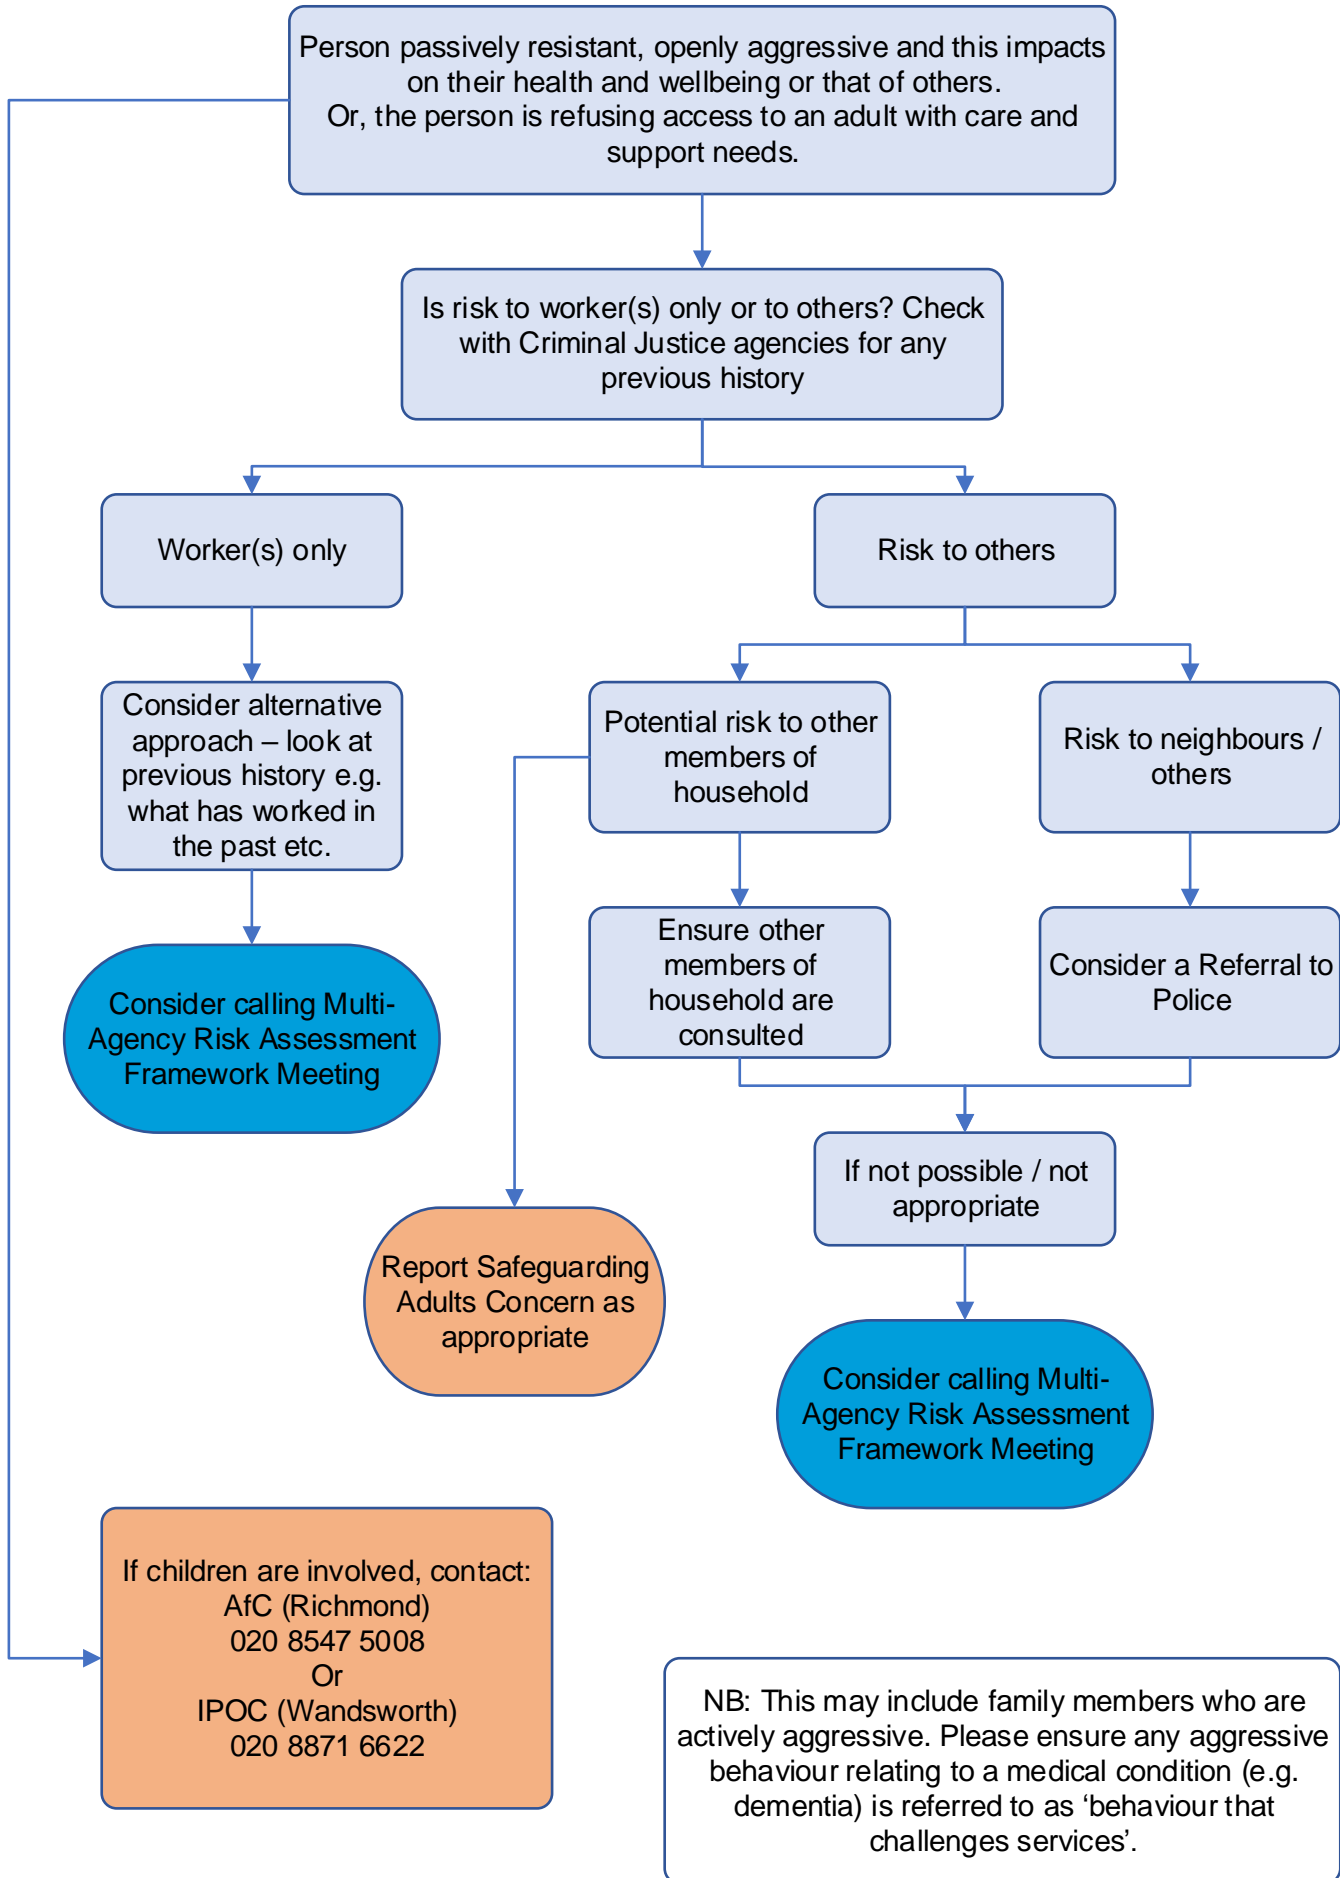 Person passively resistant, openly aggressive and this impacts
on their health and wellbeing or that of others.
Or, the person is refusing access to an adult with care and
support needs.
Is risk to worker(s) only or to others? Check
with Criminal Justice agencies for any
previous history
Worker(s) only
Risk to others
Consider alternative
approach – look at
previous history e.g.
what has worked in
the past etc.
Potential risk to other
members of
household
Risk to neighbours /
others
Consider calling Multi-
Agency Risk Assessment
Framework Meeting
Ensure other
members of
household are
consulted
Consider a Referral to
Police
If not possible / not
appropriate
Report Safeguarding
Adults Concern as
appropriate
Consider calling Multi-
Agency Risk Assessment
Framework Meeting
If children are involved, contact:
AfC (Richmond)
020 8547 5008
Or
IPOC (Wandsworth)
020 8871 6622
NB: This may include family members who are
actively aggressive. Please ensure any aggressive
behaviour relating to a medical condition (e.g.
dementia) is referred to as ‘behaviour that
challenges services’.